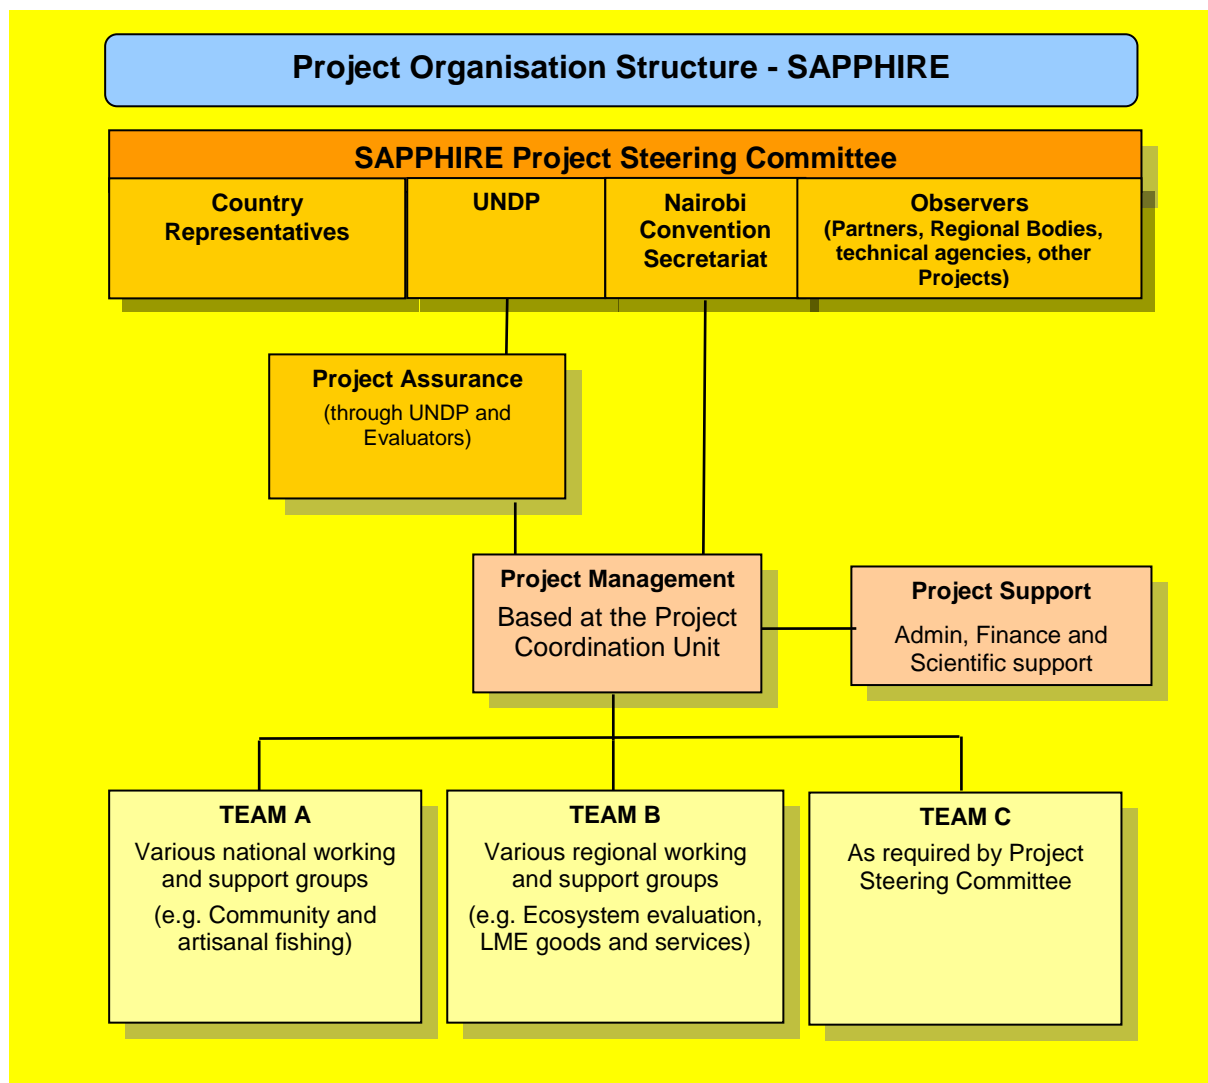 Project Organisation Structure - SAPPHIRE
SAPPHIRE Project Steering Committee
Country
Representatives
UNDP
Nairobi
Convention
Secretariat
Observers
(Partners, Regional Bodies,
technical agencies, other
Projects)
Project Assurance
(through UNDP and
Evaluators)
Project Management
Based at the Project
Coordination Unit
Project Support
Admin, Finance and
Scientific support
TEAM A
Various national working
and support groups
(e.g. Community and
artisanal fishing)
TEAM B
Various regional working
and support groups
(e.g. Ecosystem evaluation,
LME goods and services)
TEAM C
As required by Project
Steering Committee